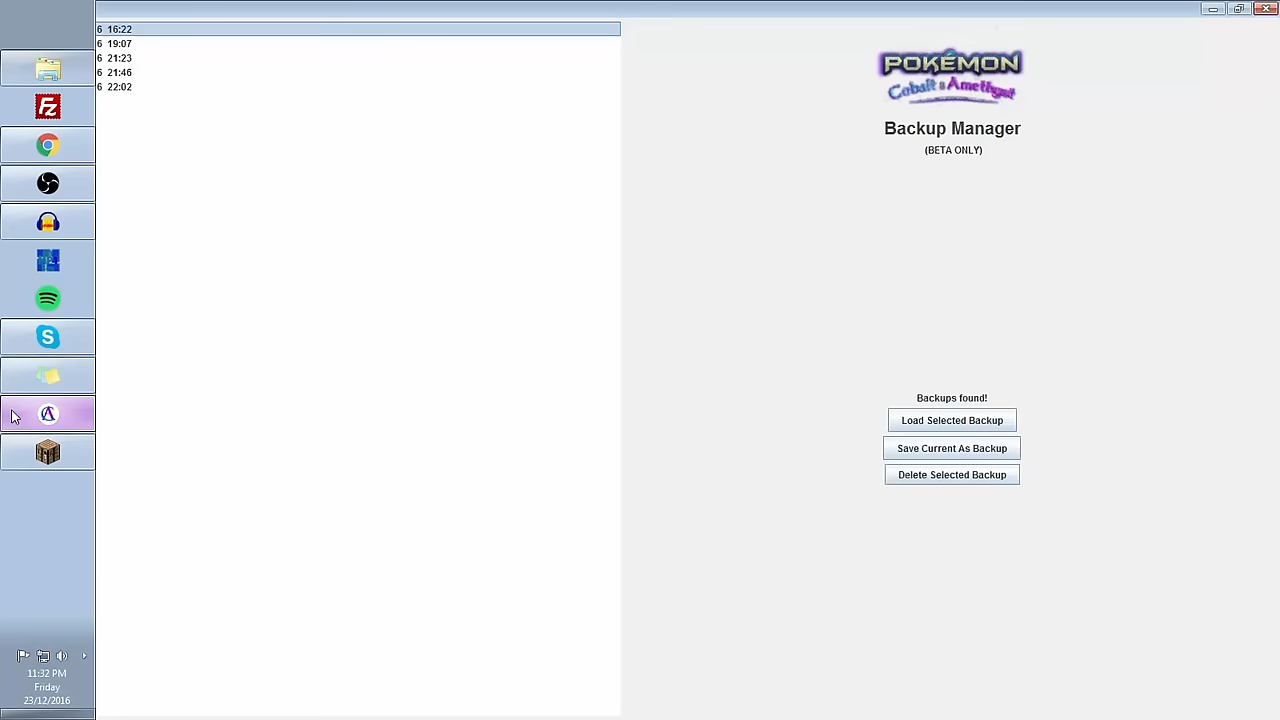 6 16:22
6 19:07
6 21:23
6 21:46
6 22:02
POKÉMON
Cobalt & Amethyst
Backup Manager
(BETA ONLY)
Backups found!
Load Selected Backup
Save Current As Backup
Delete Selected Backup
Fz
S
11:32 PM
Friday
23/12/2016